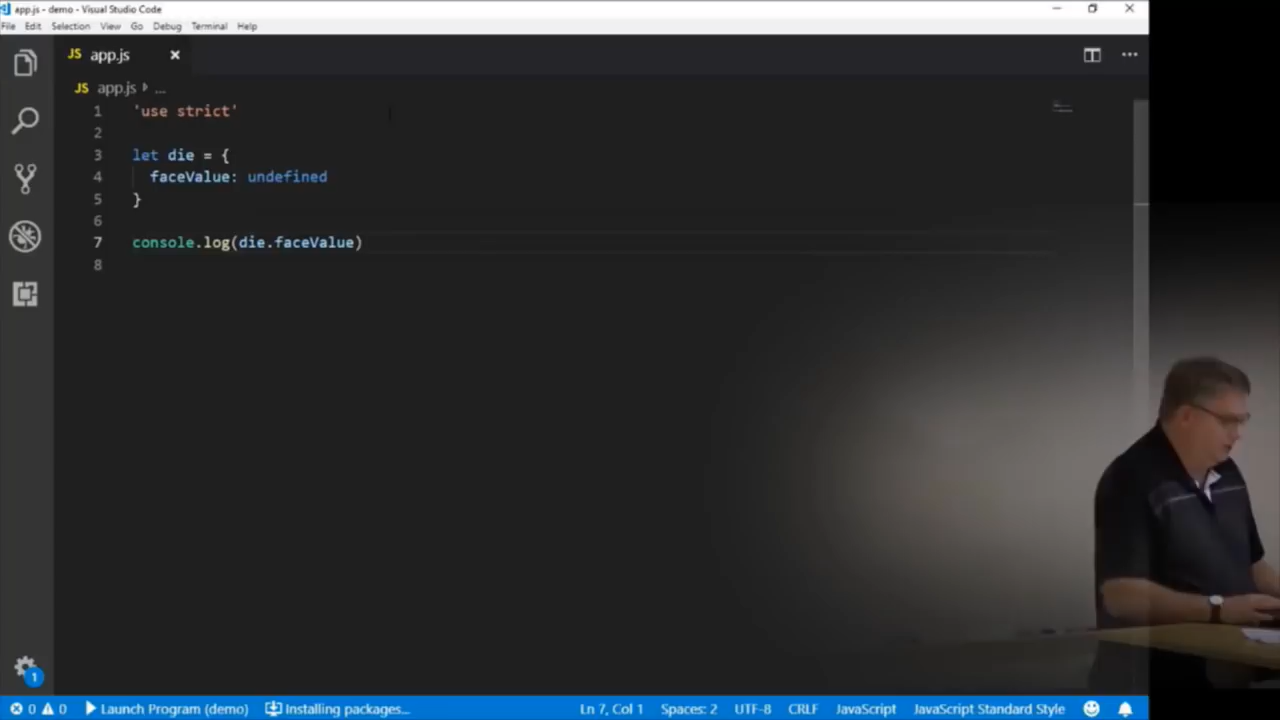 app.js - demo - Visual Studio Code
File Edit Selection View Go Debug Terminal Help
JS app.js
JS app.js ...
1 'use strict'
2
3 let die = {
4 faceValue: undefined
5 }
6
7 console.log(die.faceValue)
8
1
0 0 Launch Program (demo) Installing packages... Ln 7, Col 1 Spaces: 2 UTF-8 CRLF JavaScript JavaScript Standard Style